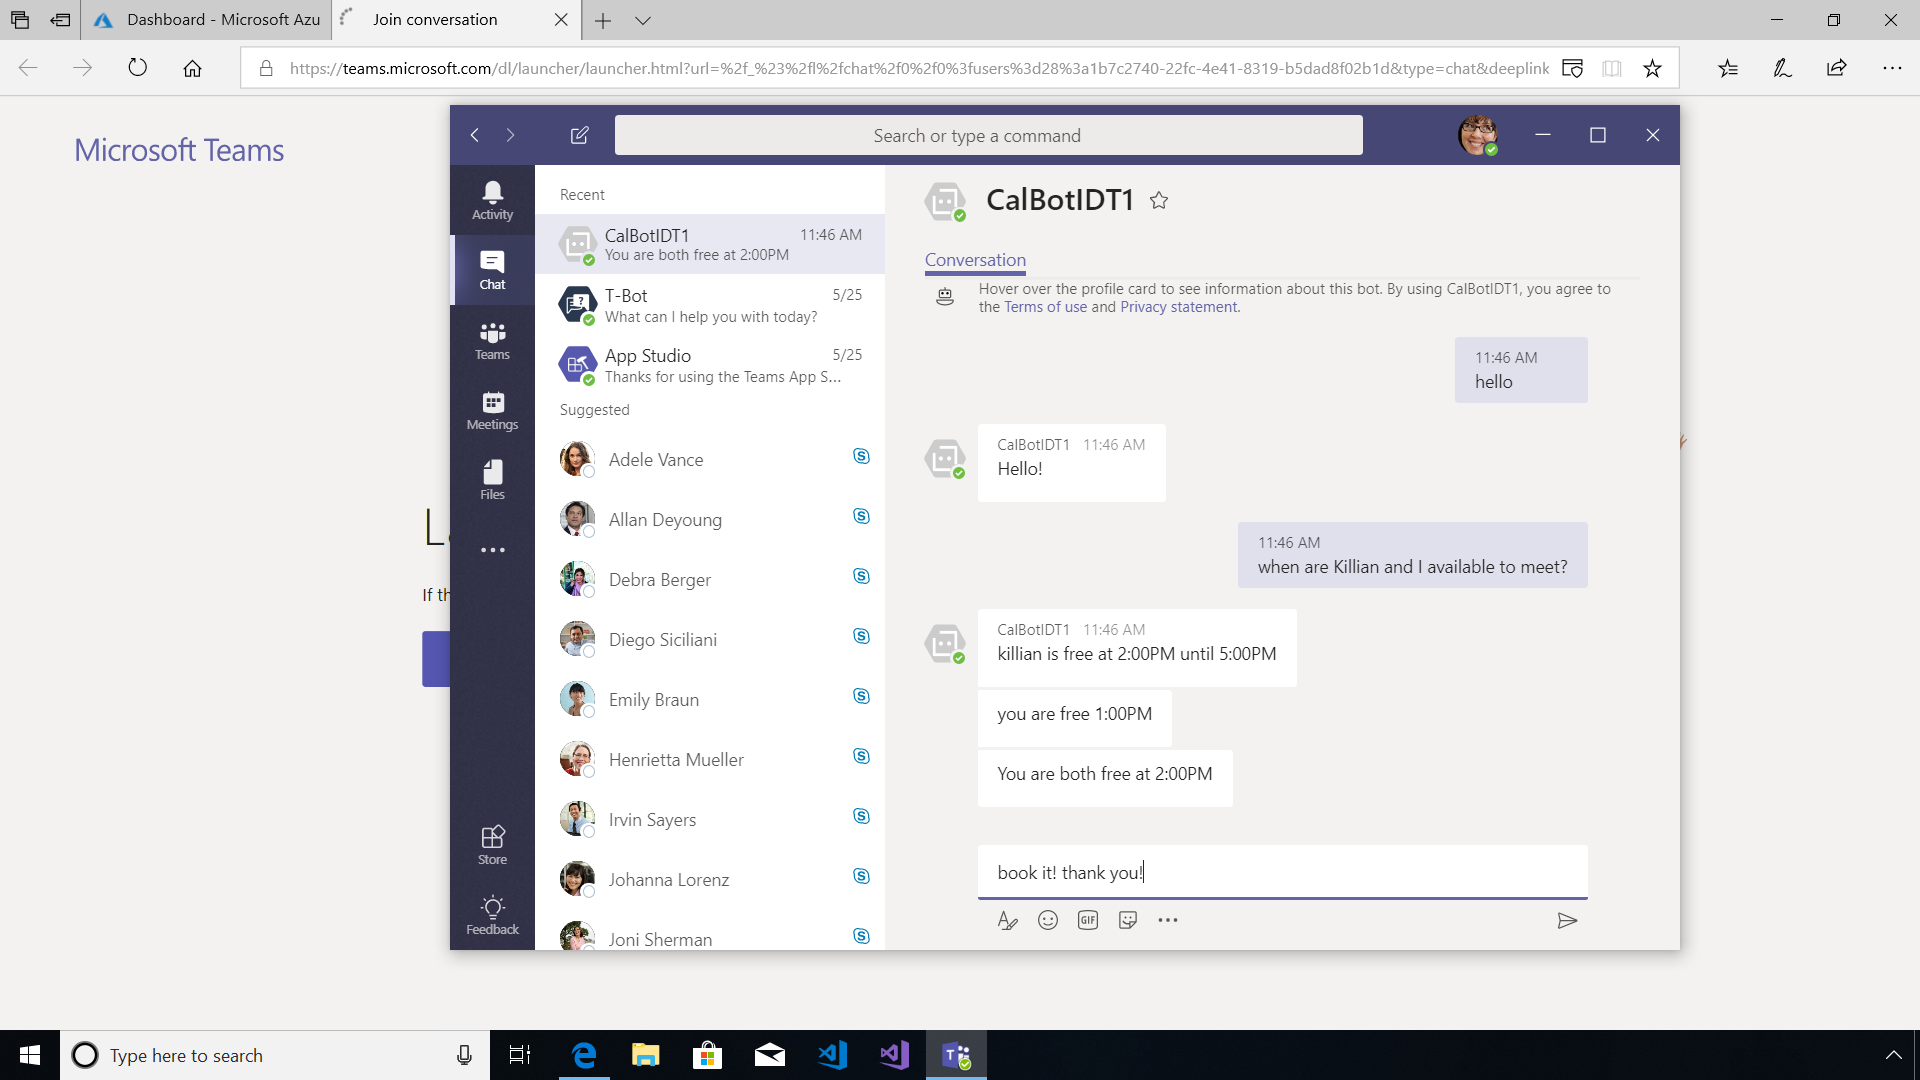 Dashboard - Microsoft Azu
Join conversation
https://teams.microsoft.com/dl/launcher/launcher.html?url=%2f_%23%2fl%2fchat%2f0%2f0%3fusers%3d28%3a1b7c2740-22fc-4e41-8319-b5dad8f02b1d&type=chat&deeplink
Microsoft Teams
Search or type a command
Activity
Chat
Teams
Meetings
Files
Store
Feedback
Recent
CalBotIDT1 11:46 AM
You are both free at 2:00PM
T-Bot 5/25
What can I help you with today?
App Studio 5/25
Thanks for using the Teams App S...
Suggested
Adele Vance
Allan Deyoung
Debra Berger
Diego Siciliani
Emily Braun
Henrietta Mueller
Irvin Sayers
Johanna Lorenz
Joni Sherman
CalBotIDT1
Conversation
Hover over the profile card to see information about this bot. By using CalBotIDT1, you agree to
the Terms of use and Privacy statement.
11:46 AM
hello
CalBotIDT1 11:46 AM
Hello!
11:46 AM
when are Killian and I available to meet?
CalBotIDT1 11:46 AM
killian is free at 2:00PM until 5:00PM
you are free 1:00PM
You are both free at 2:00PM
book it! thank you!
GIF
If
Type here to search